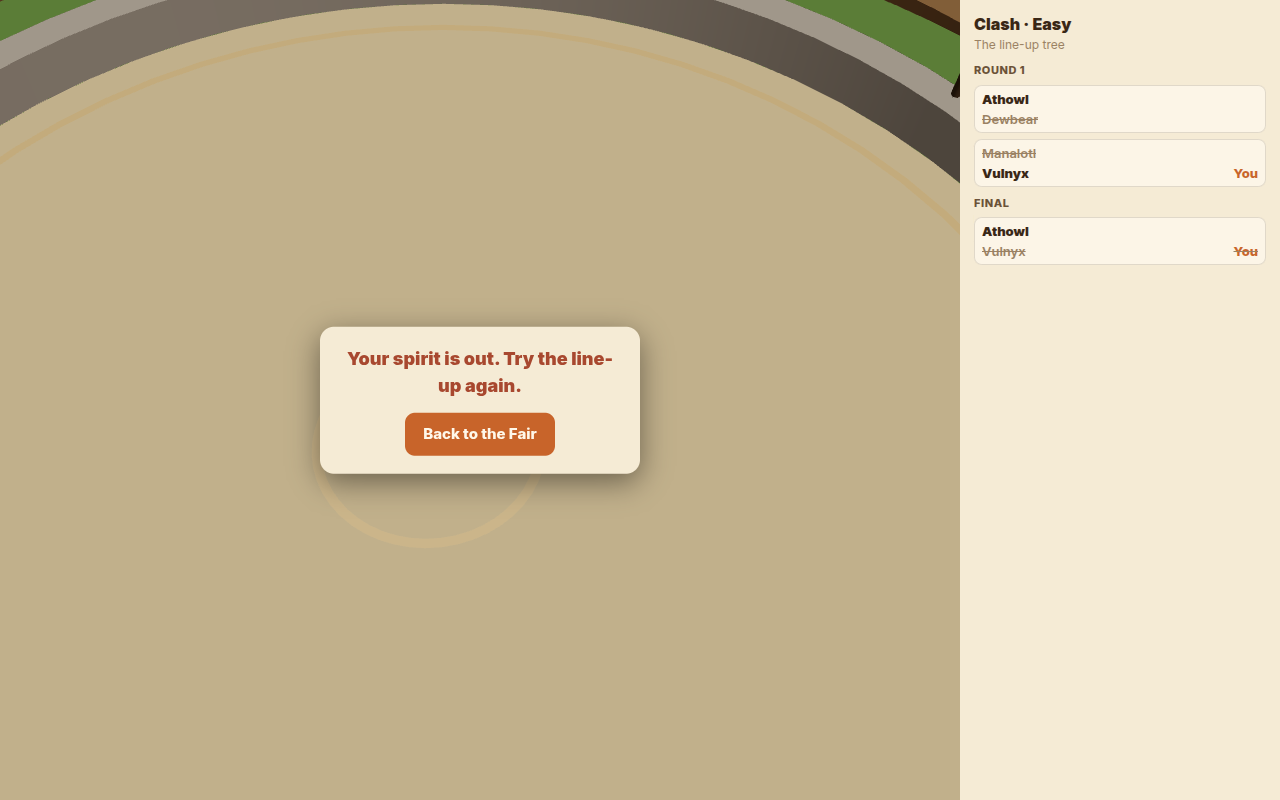 Clash · Easy
The line-up tree
ROUND 1
Athowl
Dewbear
Manalotl
Vulnyx You
FINAL
Athowl
Vulnyx You
Your spirit is out. Try the line-
up again.
Back to the Fair